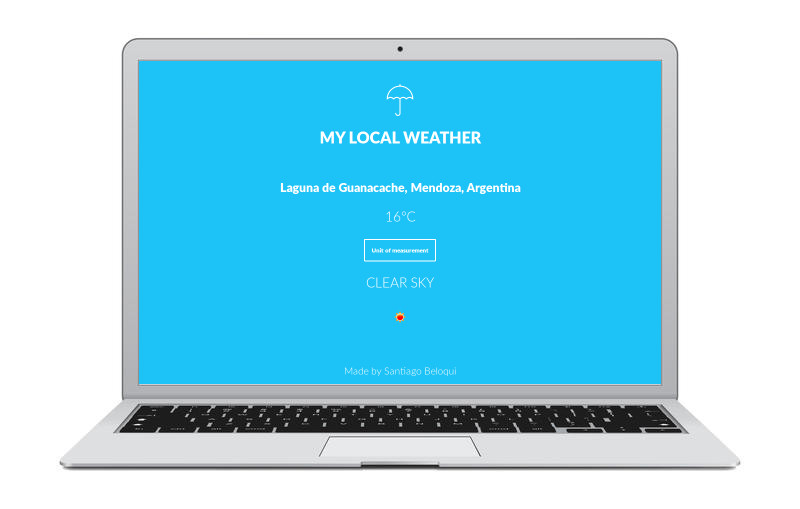 MY LOCAL WEATHER
Laguna de Guanacache, Mendoza, Argentina
16°C
Unit of measurement
CLEAR SKY
Made by Santiago Beloqui